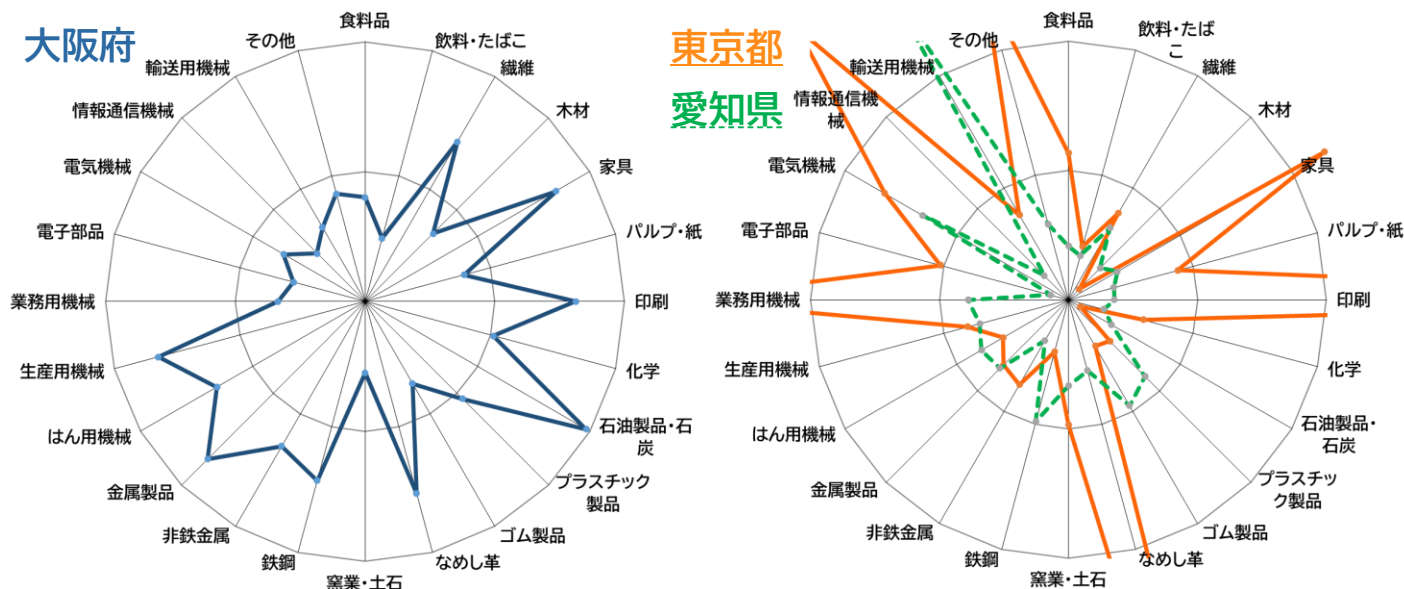 大阪府
食料品
飲料・たばこ
繊維
木材
家具
パルプ・紙
印刷
化学
石油製品・石
炭
プラスチック
製品
ゴム製品
なめし革
窯業・土石
鉄鋼
非鉄金属
金属製品
はん用機械
生産用機械
業務用機械
電子部品
電気機械
情報通信機械
輸送用機械
その他
東京都
愛知県
食料品
飲料・たば
こ
繊維
木材
家具
パルプ・紙
印刷
化学
石油製品・
石炭
プラスチッ
ク製品
ゴム製品
なめし革
窯業・土石
鉄鋼
非鉄金属
金属製品
はん用機械
生産用機械
業務用機械
電子部品
電気機械
情報通信機
械
輸送用機械
その他